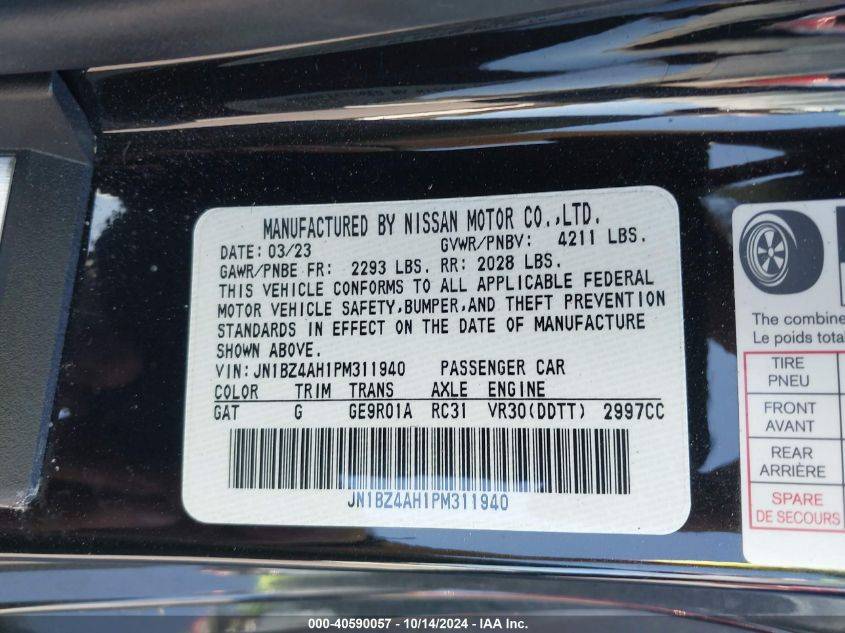 MANUFACTURED BY NISSAN MOTOR CO.,LTD.
DATE: 03/23 GVWR/PNBV: 4211 LBS.
GAWR/PNBE FR: 2293 LBS. RR: 2028 LBS.
THIS VEHICLE CONFORMS TO ALL APPLICABLE FEDERAL
MOTOR VEHICLE SAFETY,BUMPER,AND THEFT PREVENTION
STANDARDS IN EFFECT ON THE DATE OF MANUFACTURE
SHOWN ABOVE.
VIN: JN1BZ4AH1PM311940 PASSENGER CAR
COLOR TRIM TRANS AXLE ENGINE
GAT G GE9R01A RC31 VR30(DDTT) 2997CC
JN1BZ4AH1PM311940
The combine
Le poids tota
TIRE
PNEU
FRONT
AVANT
REAR
ARRIÈRE
SPARE
DE SECOURS
000-40590057 - 10/14/2024 - IAA Inc.